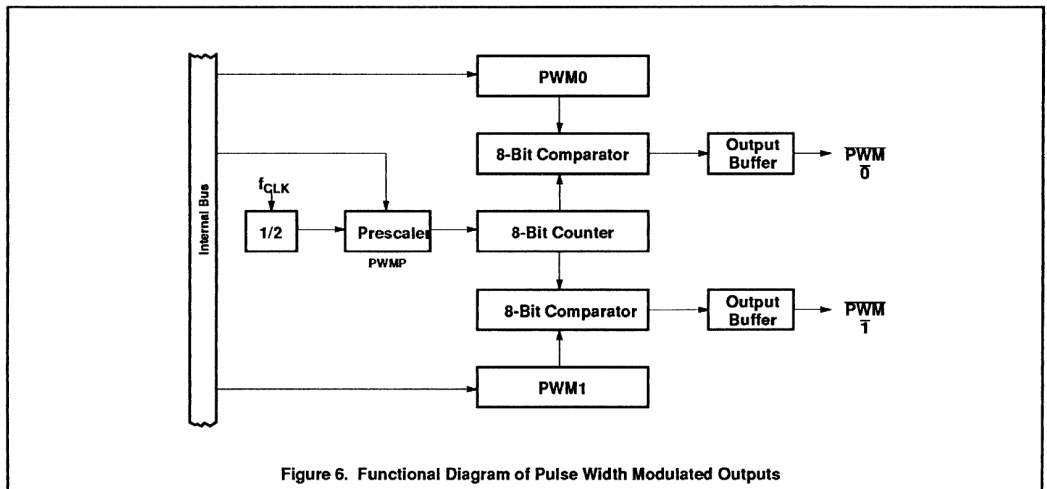 PWM0
8-Bit Comparator
Output
Buffer
PWM
0
Internal Bus
fCLK
1/2
Prescaler
PWMP
8-Bit Counter
8-Bit Comparator
Output
Buffer
PWM
1
PWM1
Figure 6. Functional Diagram of Pulse Width Modulated Outputs